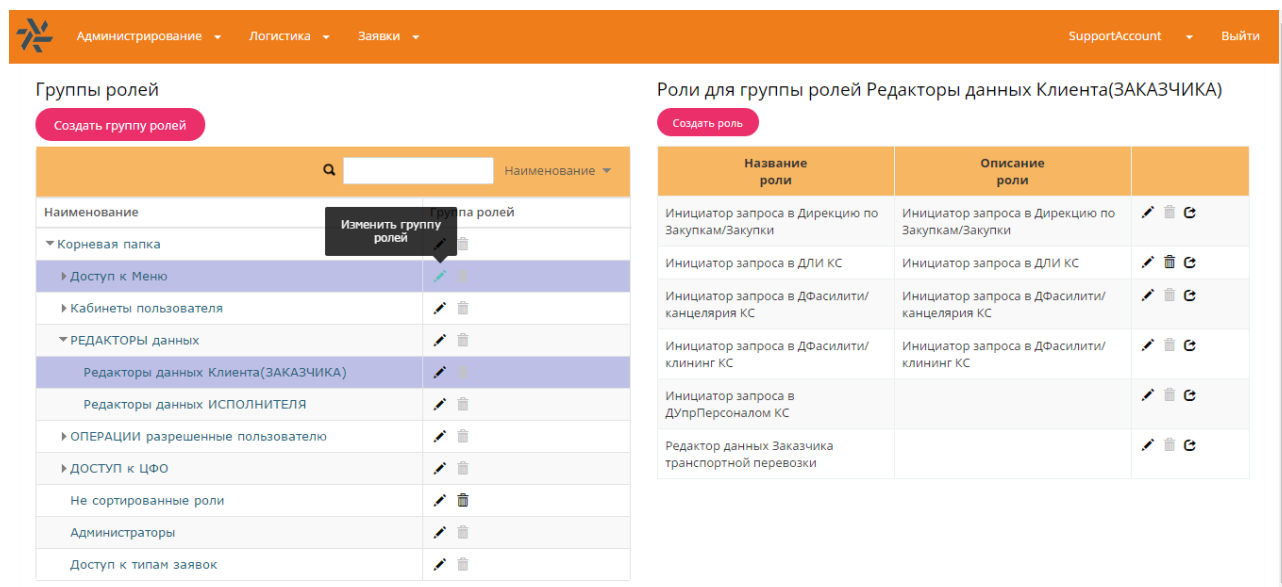 Администрирование Логистика Заявки SupportAccount Выйти
Группы ролей
Создать группу ролей
Наименование
Наименование Группа ролей
Изменить группу
ролей
Корневая папка
Доступ к Меню
Кабинеты пользователя
РЕДАКТОРЫ данных
Редакторы данных Клиента(ЗАКАЗЧИКА)
Редакторы данных ИСПОЛНИТЕЛЯ
ОПЕРАЦИИ разрешенные пользователю
ДОСТУП к ЦФО
Не сортированные роли
Администраторы
Доступ к типам заявок
Роли для группы ролей Редакторы данных Клиента(ЗАКАЗЧИКА)
Создать роль
Название
роли
Описание
роли
Инициатор запроса в Дирекцию по
Закупкам/Закупки
Инициатор запроса в Дирекцию по
Закупкам/Закупки
Инициатор запроса в ДЛИ КС
Инициатор запроса в ДЛИ КС
Инициатор запроса в ДФасилити/
канцелярия КС
Инициатор запроса в ДФасилити/
канцелярия КС
Инициатор запроса в ДФасилити/
клининг КС
Инициатор запроса в ДФасилити/
клининг КС
Инициатор запроса в
ДУпрПерсоналом КС
Редактор данных Заказчика
транспортной перевозки